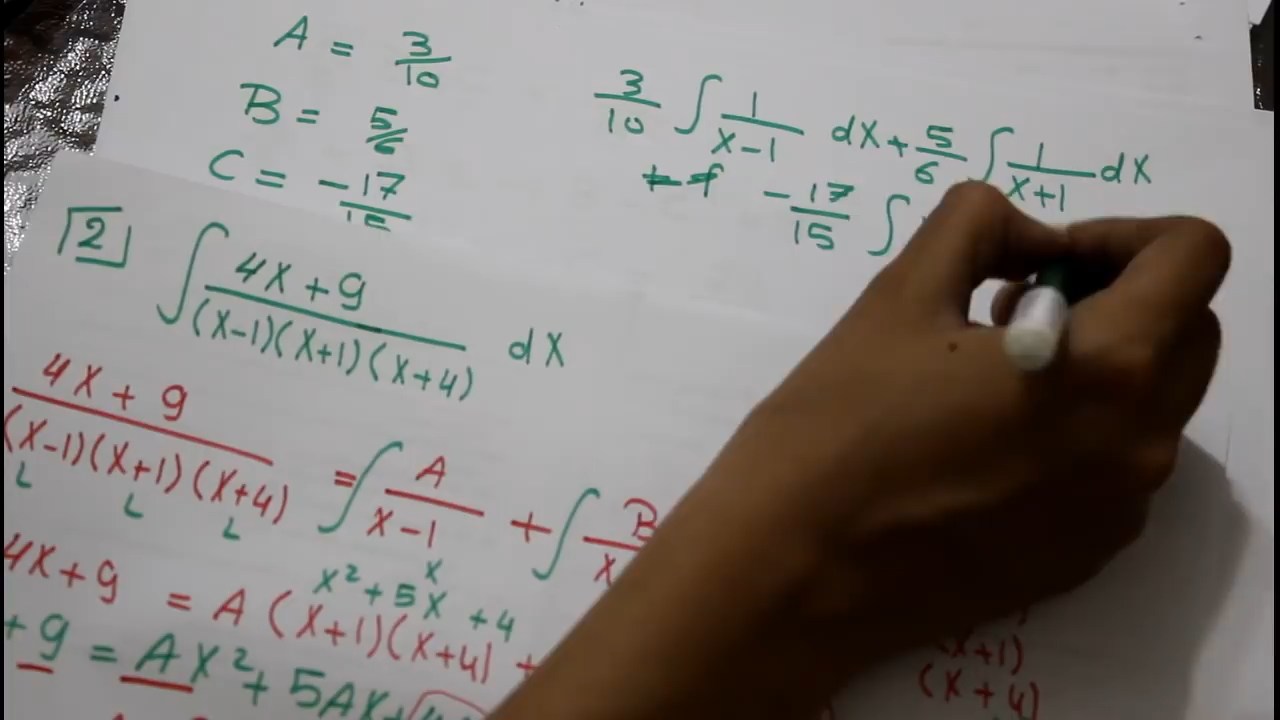 A = 3/10
B = 5/6
C = -17/15
3/10 ∫ 1/(x-1) dx + 5/6 ∫ 1/(x+1) dx
-17/15 ∫
2 ∫ (4x+9)/((x-1)(x+1)(x+4)) dx
(4x+9)/((x-1)(x+1)(x+4)) = ∫ A/(x-1) + ∫ B/x
L L L
x
x² + 5x + 4
4x+9 = A (x+1)(x+4) +
+ 9 = Ax² + 5Ax +
(x+1)
(x+4)